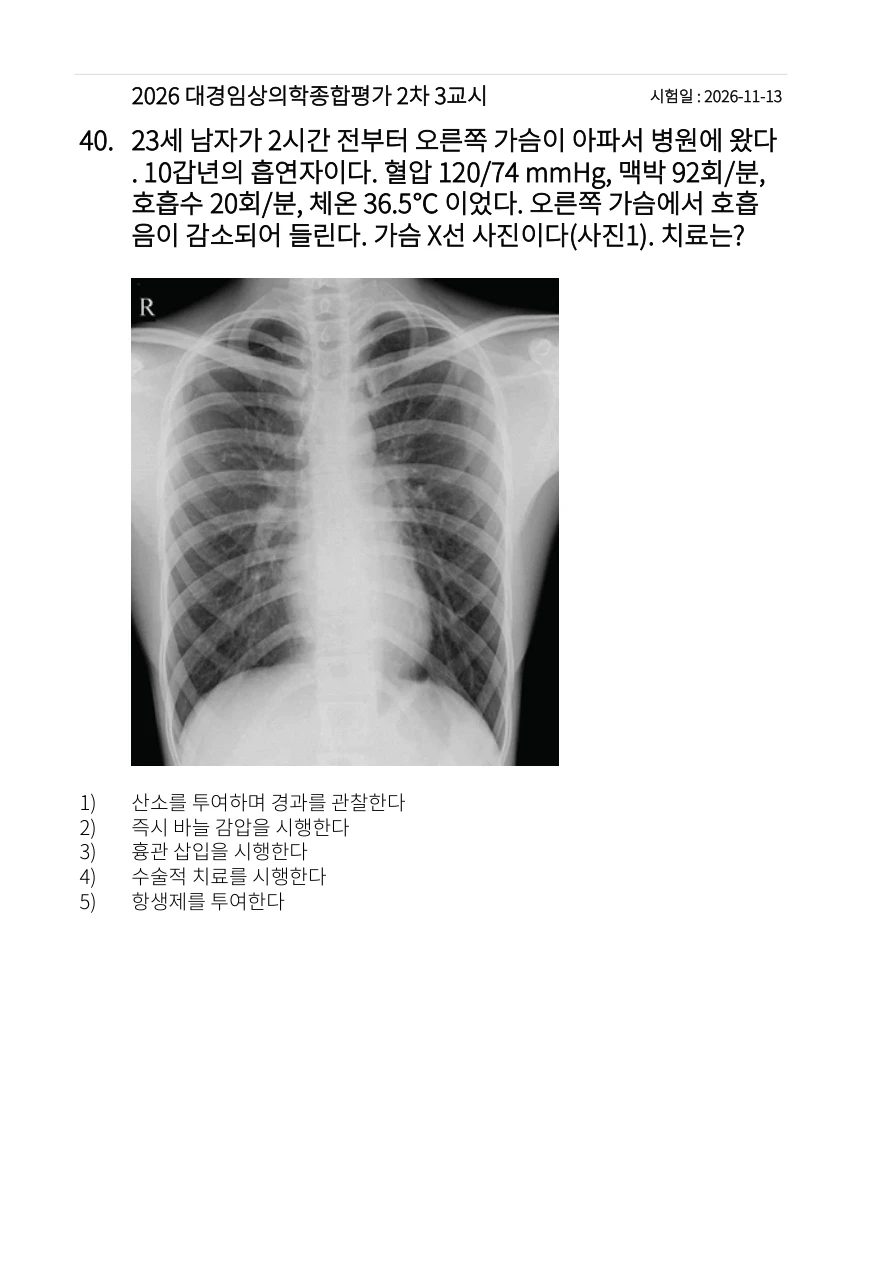 2026 대경임상의학종합평가 2차 3교시
시험일 : 2026-11-13
40. 23세 남자가 2시간 전부터 오른쪽 가슴이 아파서 병원에 왔다
. 10갑년의 흡연자이다. 혈압 120/74 mmHg, 맥박 92회/분,
호흡수 20회/분, 체온 36.5℃ 이었다. 오른쪽 가슴에서 호흡
음이 감소되어 들린다. 가슴 X선 사진이다(사진1). 치료는?
R
1) 산소를 투여하며 경과를 관찰한다
2) 즉시 바늘 감압을 시행한다
3) 흉관 삽입을 시행한다
4) 수술적 치료를 시행한다
5) 항생제를 투여한다